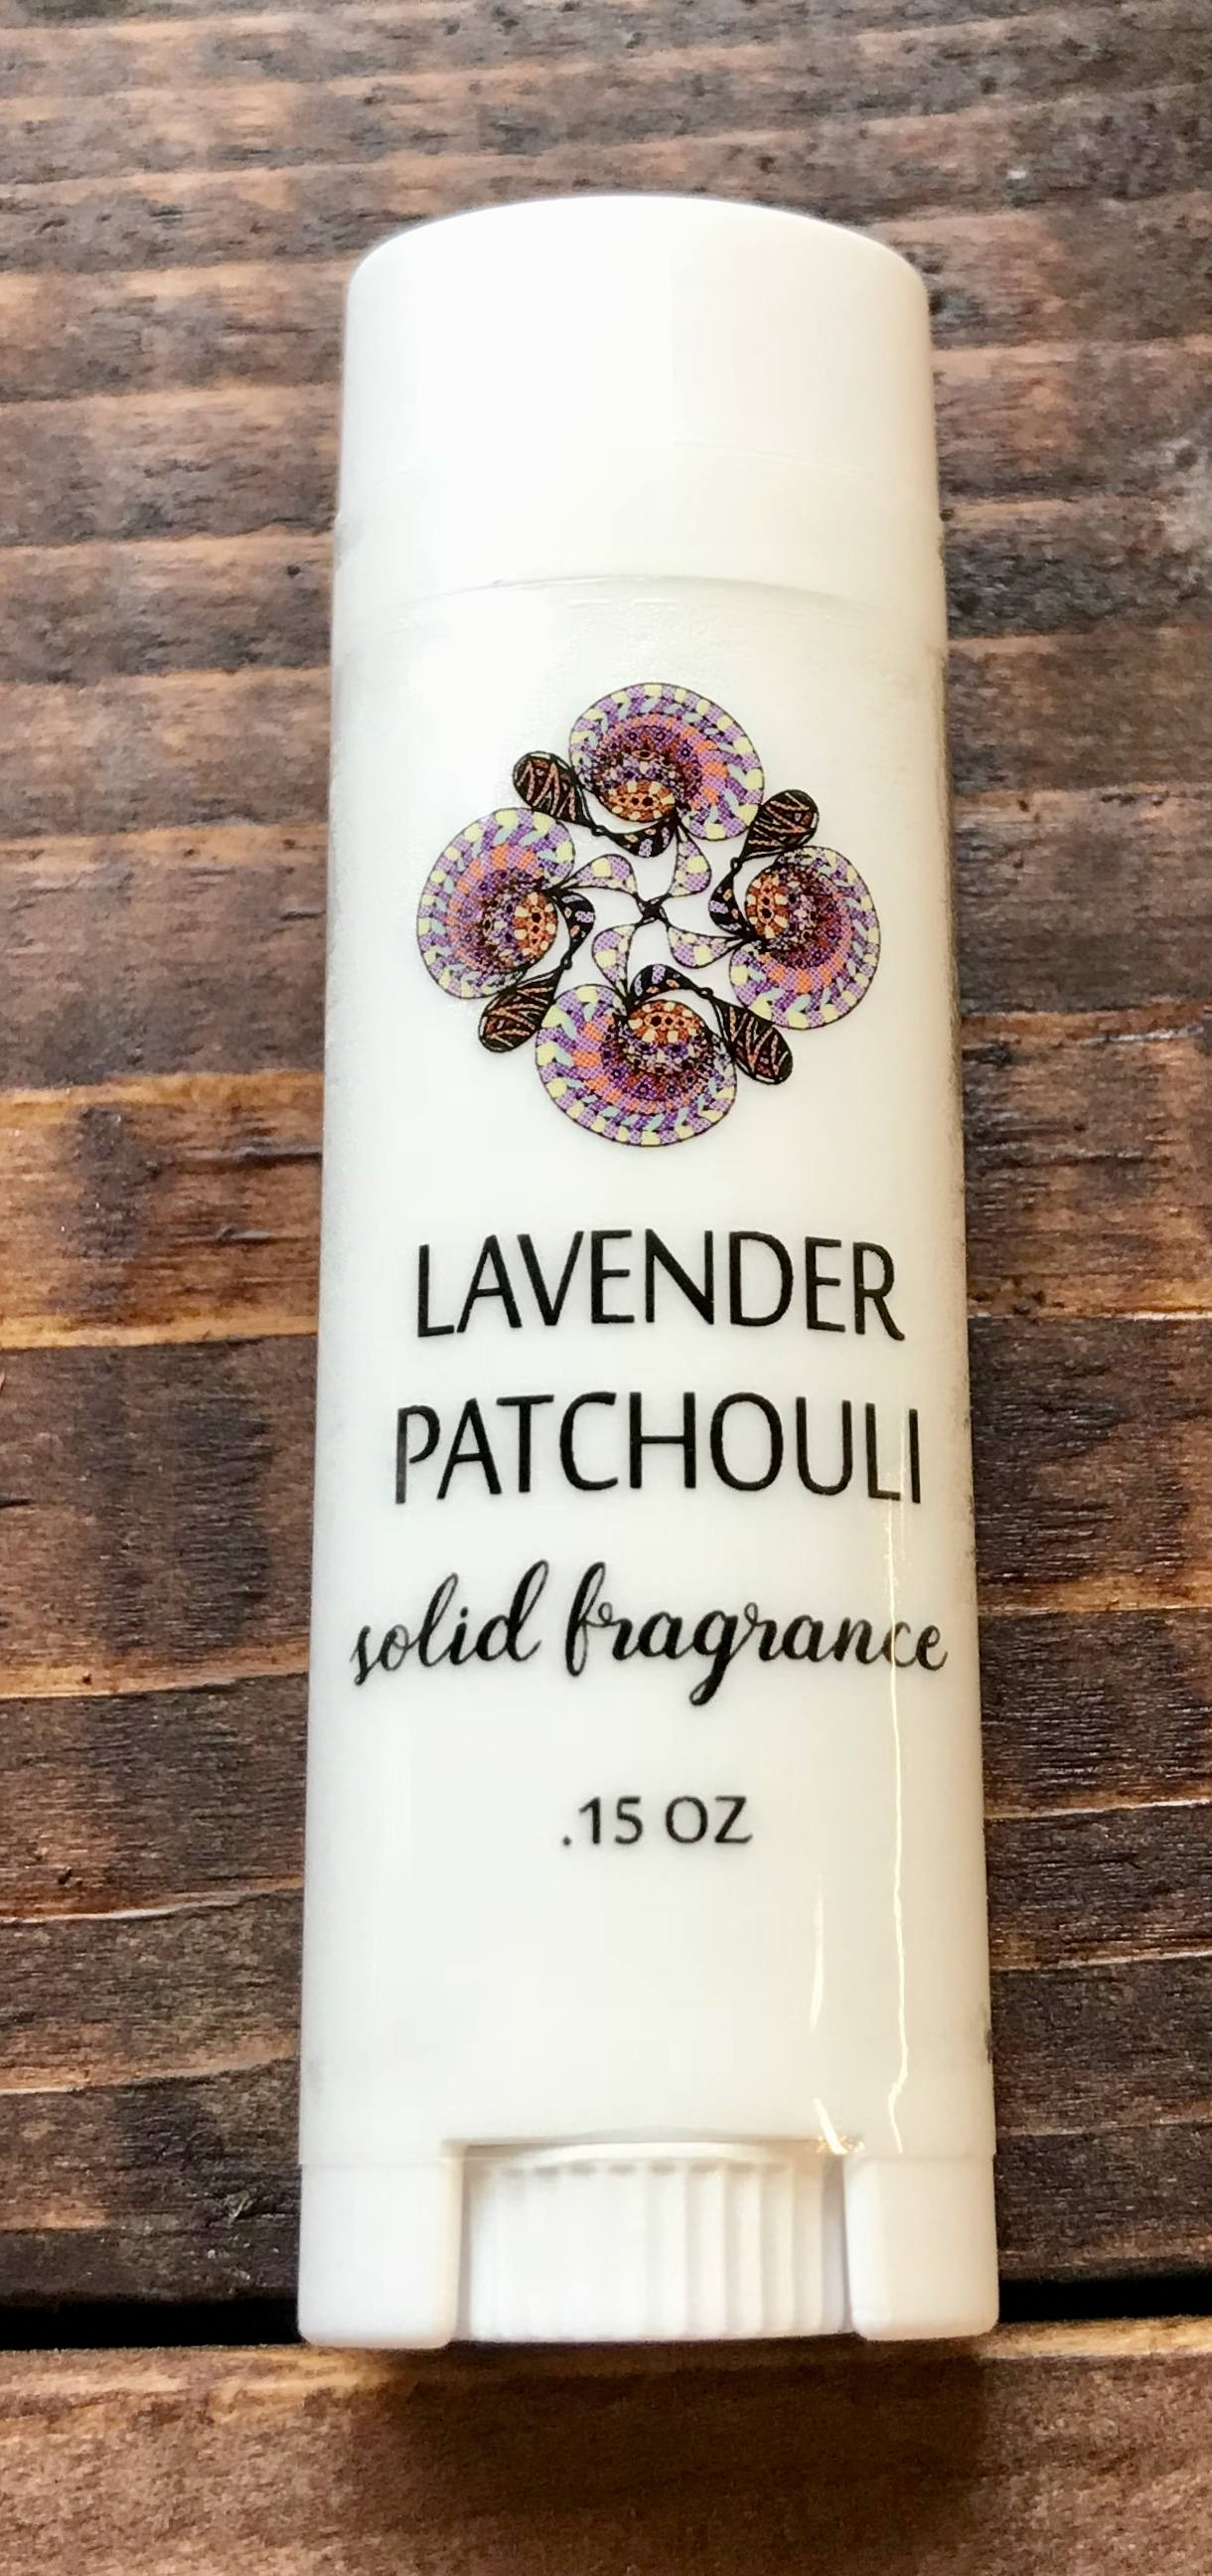 LAVENDER
PATCHOULI
solid fragrance
.15 OZ